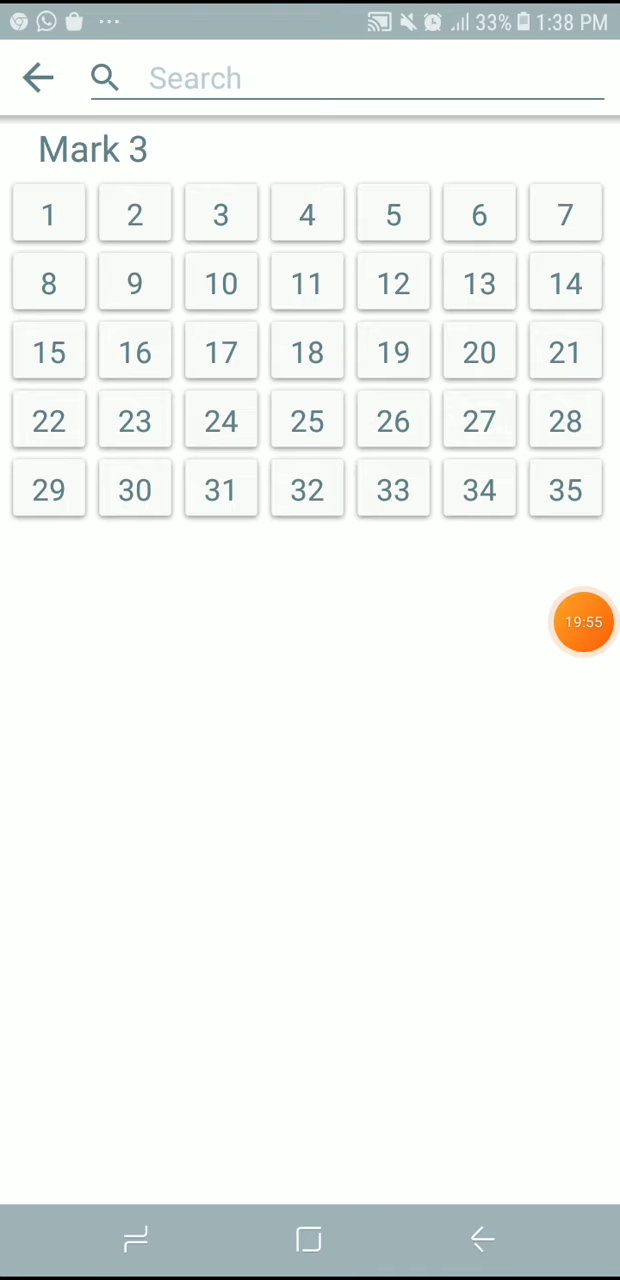 33% 1:38 PM
Search
Mark 3
1 2 3 4 5 6 7
8 9 10 11 12 13 14
15 16 17 18 19 20 21
22 23 24 25 26 27 28
29 30 31 32 33 34 35
19:55